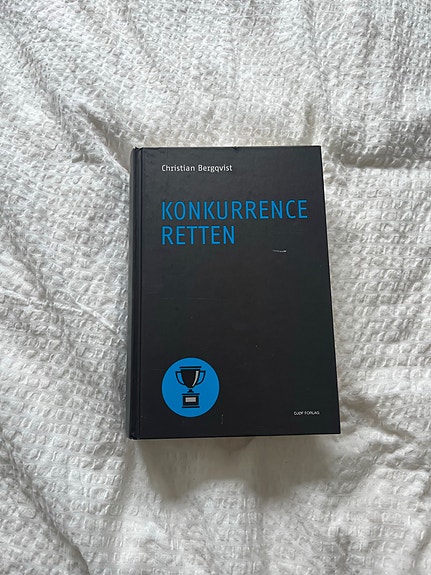 Christian Bergqvist
KONKURRENCE
RETTEN
DJØF FORLAG